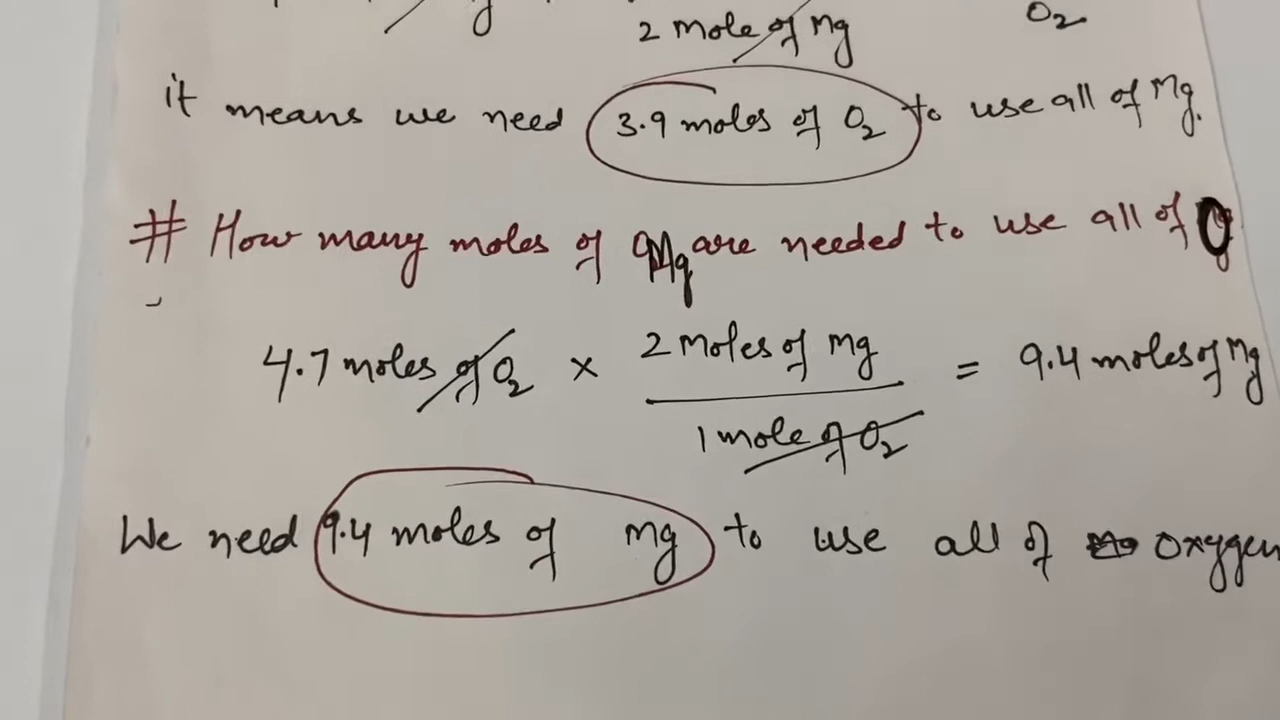 2 mole of Mg O2
it means we need 3.9 moles of O2 to use all of Mg.
# How many moles of Mg are needed to use all of O
4.7 moles of O2 × 2 moles of Mg = 9.4 moles of Mg
1 mole of O2
We need 9.4 moles of Mg to use all of Oxygen